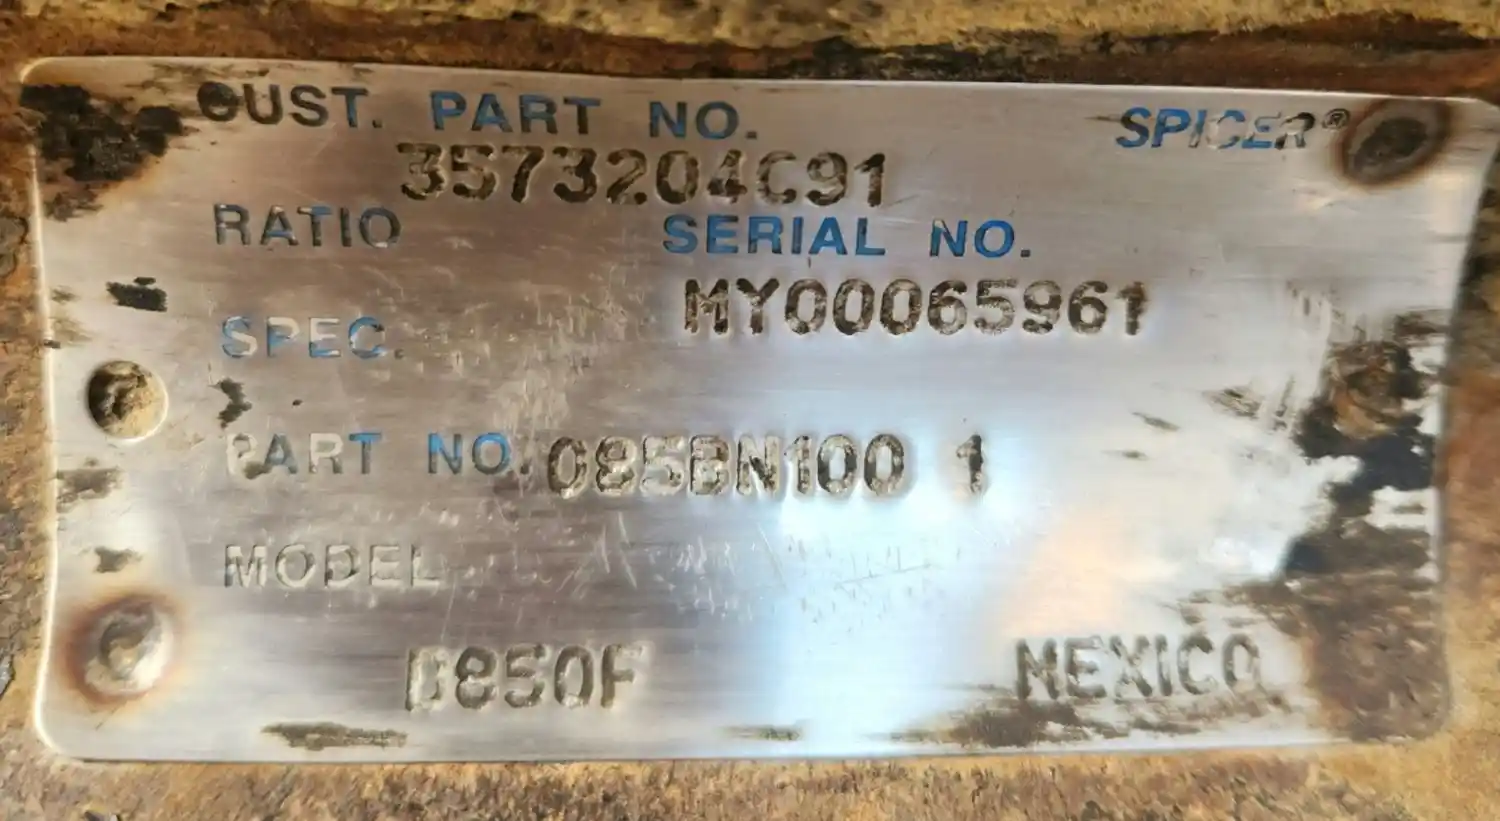 CUST. PART NO. SPICER®
3573204C91
RATIO SERIAL NO.
MY00065961
SPEC.
PART NO. 085BN100 1
MODEL
D850F MEXICO